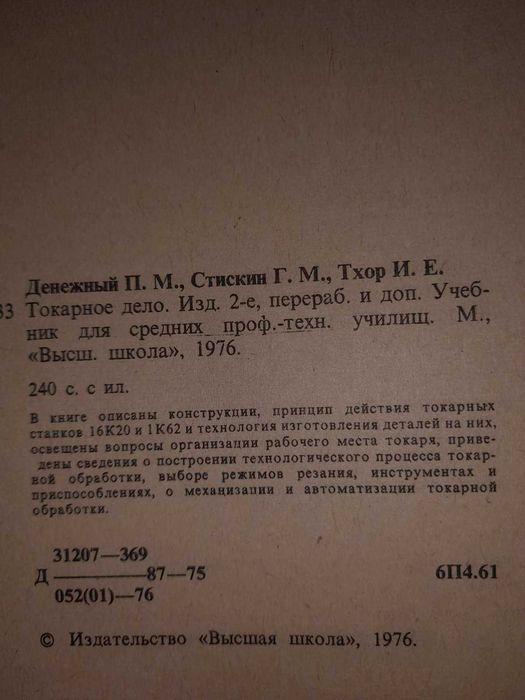 Денежный П. М., Стискин Г. М., Тхор И. Е.
33 Токарное дело. Изд. 2-е, перераб. и доп. Учеб-
ник для средних проф.-техн. училищ. М.,
«Высш. школа», 1976.
240 с. с ил.
В книге описаны конструкции, принцип действия токарных
станков 16К20 и 1К62 и технология изготовления деталей на них,
освещены вопросы организации рабочего места токаря, приве-
дены сведения о построении технологического процесса токар-
ной обработки, выборе режимов резания, инструментах и
приспособлениях, о механизации и автоматизации токарной
обработки.
31207—369
Д ————— 87—75
052(01)—76
6П4.61
© Издательство «Высшая школа», 1976.